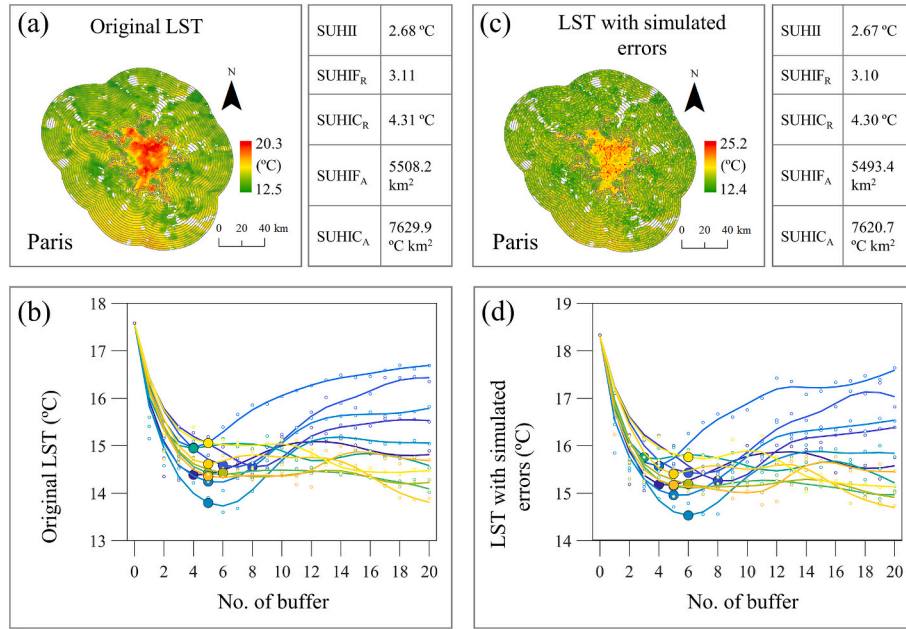 (a)
Original LST
N
20.3
(ºC)
12.5
0 20 40 km
Paris
SUHII 2.68 ºC
SUHIF_R 3.11
SUHIC_R 4.31 ºC
SUHIF_A 5508.2 km²
SUHIC_A 7629.9 ºC km²
(c)
LST with simulated
errors
N
25.2
(ºC)
12.4
0 20 40 km
Paris
SUHII 2.67 ºC
SUHIF_R 3.10
SUHIC_R 4.30 ºC
SUHIF_A 5493.4 km²
SUHIC_A 7620.7 ºC km²
(b)
Original LST (ºC)
18
17
16
15
14
13
0 2 4 6 8 10 12 14 16 18 20
No. of buffer
(d)
LST with simulated
errors (ºC)
19
18
17
16
15
14
0 2 4 6 8 10 12 14 16 18 20
No. of buffer